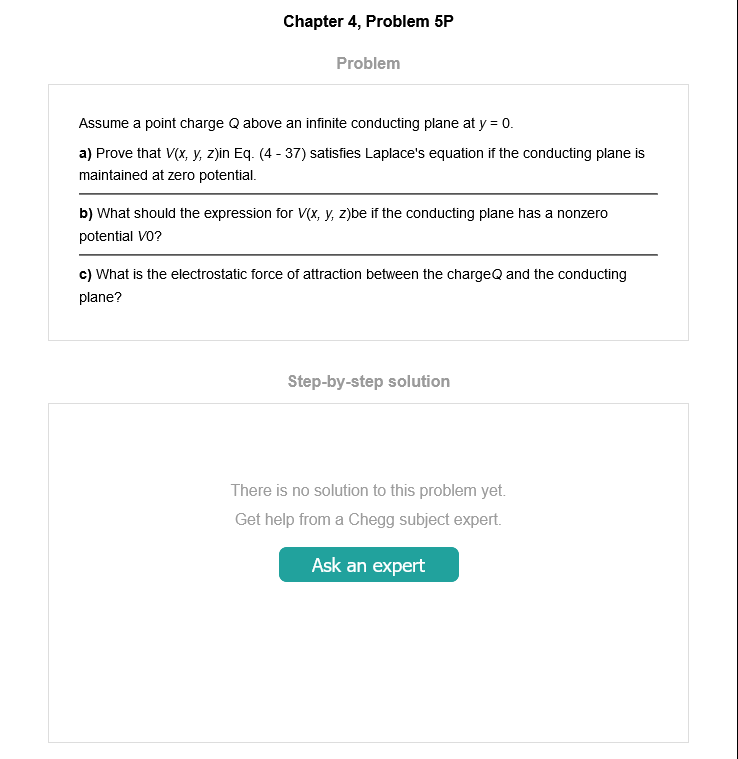 Chapter 4, Problem 5P
Problem
Assume a point charge Q above an infinite conducting plane at y = 0.
a) Prove that V(x, y, z)in Eq. (4 - 37) satisfies Laplace's equation if the conducting plane is
maintained at zero potential.
b) What should the expression for V(x, y, z)be if the conducting plane has a nonzero
potential V0?
c) What is the electrostatic force of attraction between the chargeQ and the conducting
plane?
Step-by-step solution
There is no solution to this problem yet.
Get help from a Chegg subject expert.
Ask an expert